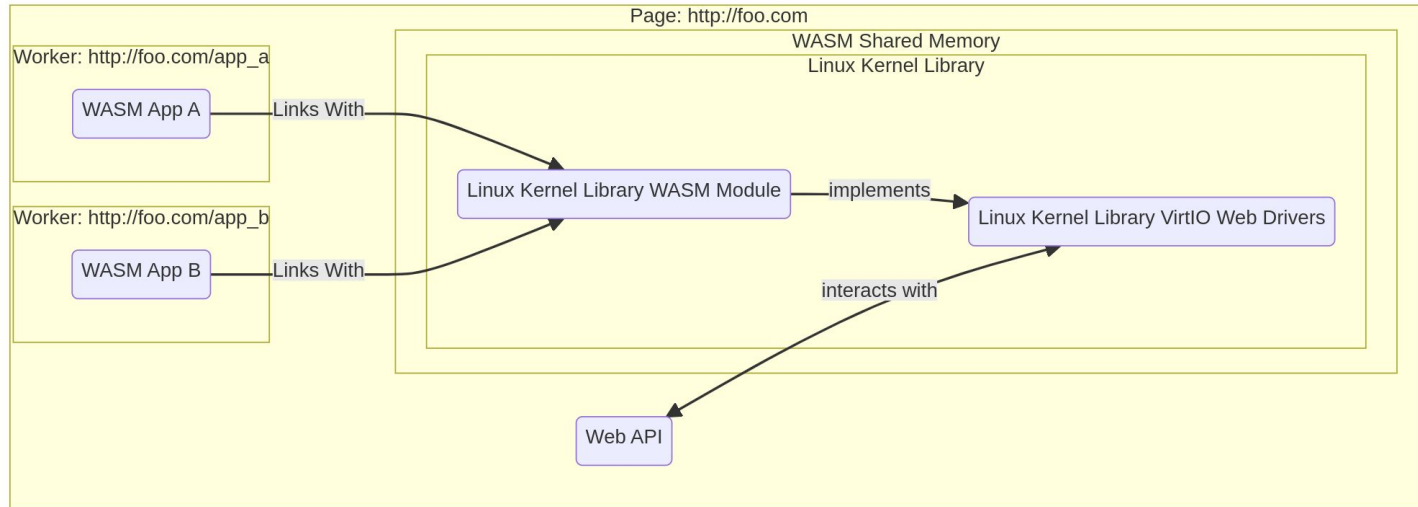 Page: http://foo.com
WASM Shared Memory
Linux Kernel Library
Worker: http://foo.com/app_a
WASM App A
Links With
Linux Kernel Library WASM Module
implements
Linux Kernel Library VirtIO Web Drivers
Worker: http://foo.com/app_b
WASM App B
Links With
interacts with
Web API